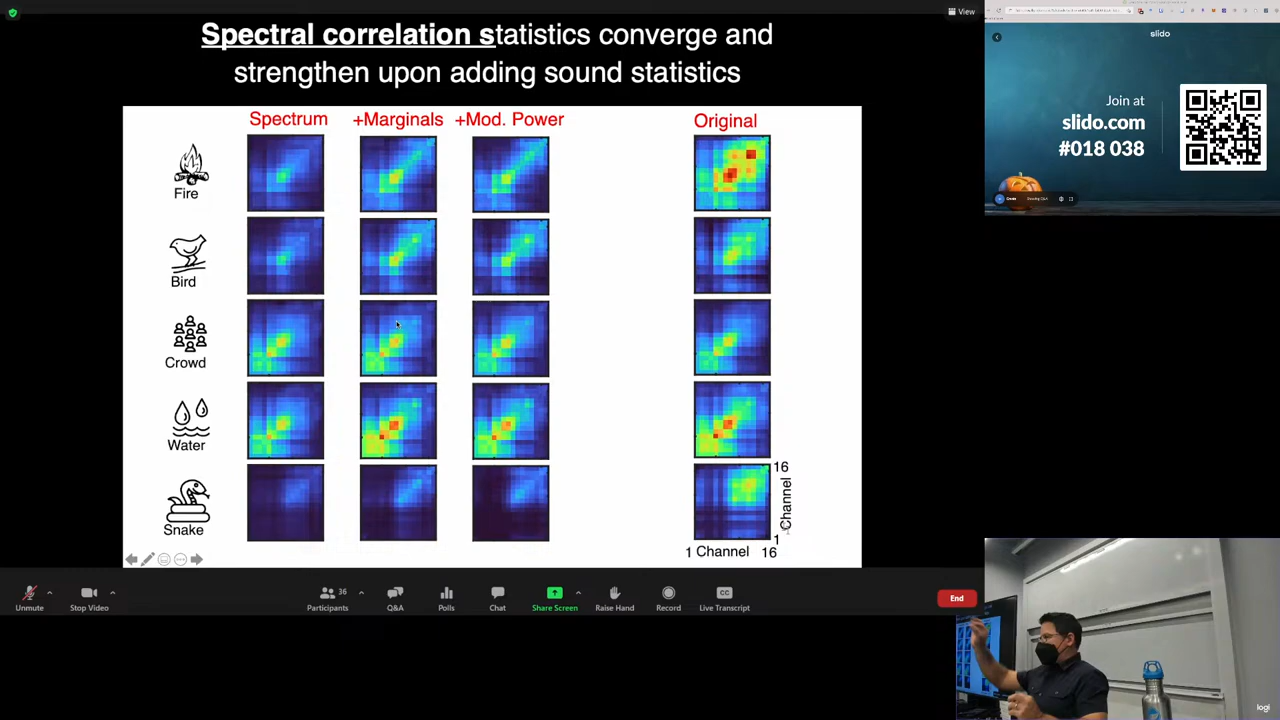 View
Spectral correlation statistics converge and
strengthen upon adding sound statistics
Spectrum +Marginals +Mod. Power Original
Fire
Bird
Crowd
Water
Snake
16
Channel
1
1 Channel 16
slido
Join at
slido.com
#018 038
Unmute
Stop Video
Participants 36
Q&A
Polls
Chat
Share Screen
Raise Hand
Record
CC
Live Transcript
End
logi